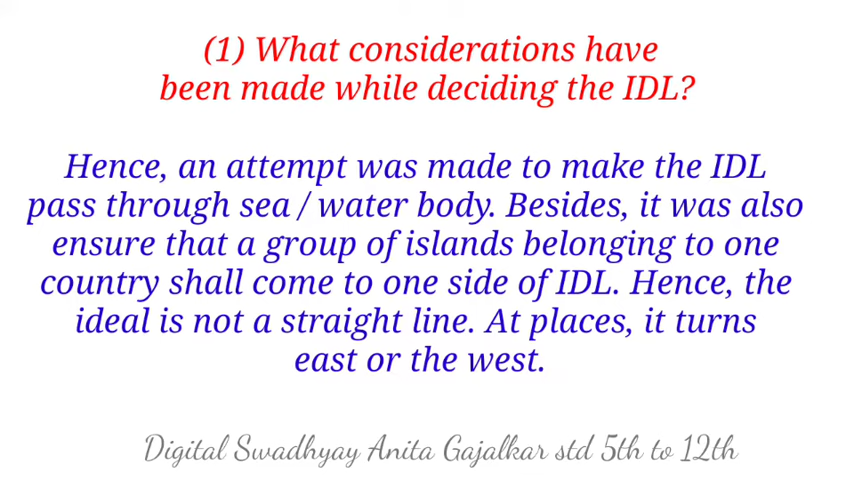 (1) What considerations have
been made while deciding the IDL?
Hence, an attempt was made to make the IDL
pass through sea / water body. Besides, it was also
ensure that a group of islands belonging to one
country shall come to one side of IDL. Hence, the
ideal is not a straight line. At places, it turns
east or the west.
Digital Swadhyay Anita Gajalkar std 5th to 12th